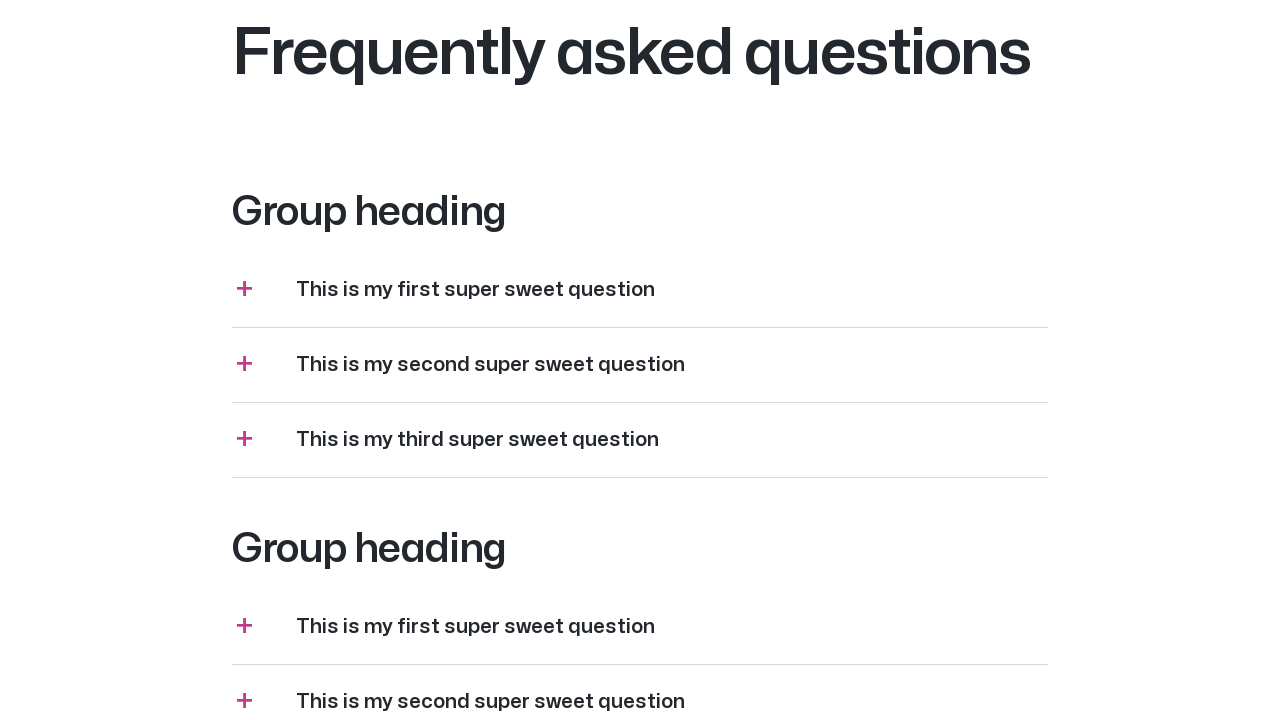 Frequently asked questions
Group heading
+ This is my first super sweet question
+ This is my second super sweet question
+ This is my third super sweet question
Group heading
+ This is my first super sweet question
+ This is my second super sweet question